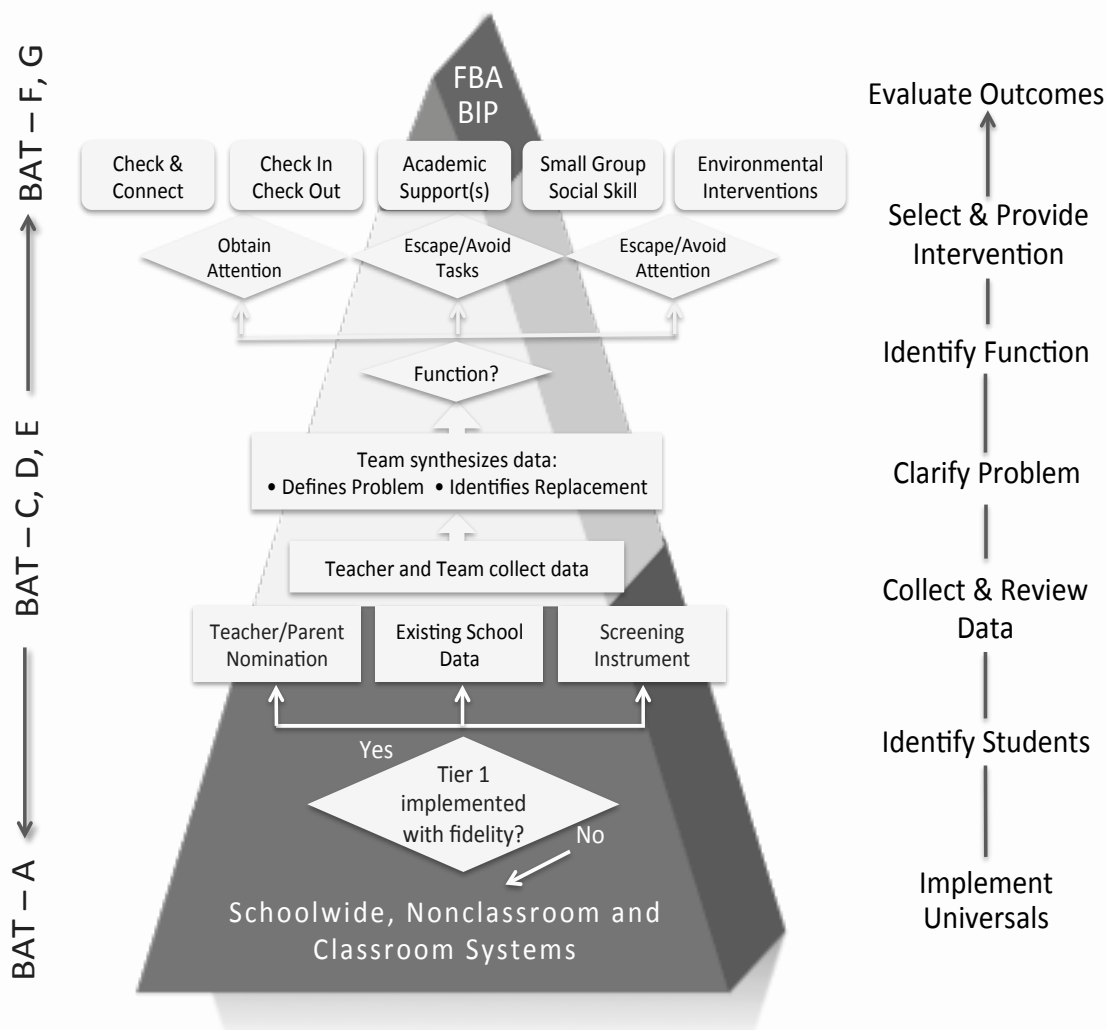 BAT – F, G
BAT – C, D, E
BAT – A
FBA
BIP
Check &
Connect
Check In
Check Out
Academic
Support(s)
Small Group
Social Skill
Environmental
Interventions
Obtain
Attention
Escape/Avoid
Tasks
Escape/Avoid
Attention
Function?
Team synthesizes data:
• Defines Problem • Identifies Replacement
Teacher and Team collect data
Teacher/Parent
Nomination
Existing School
Data
Screening
Instrument
Yes
Tier 1
implemented
with fidelity?
No
Schoolwide, Nonclassroom and
Classroom Systems
Evaluate Outcomes
Select & Provide
Intervention
Identify Function
Clarify Problem
Collect & Review
Data
Identify Students
Implement
Universals